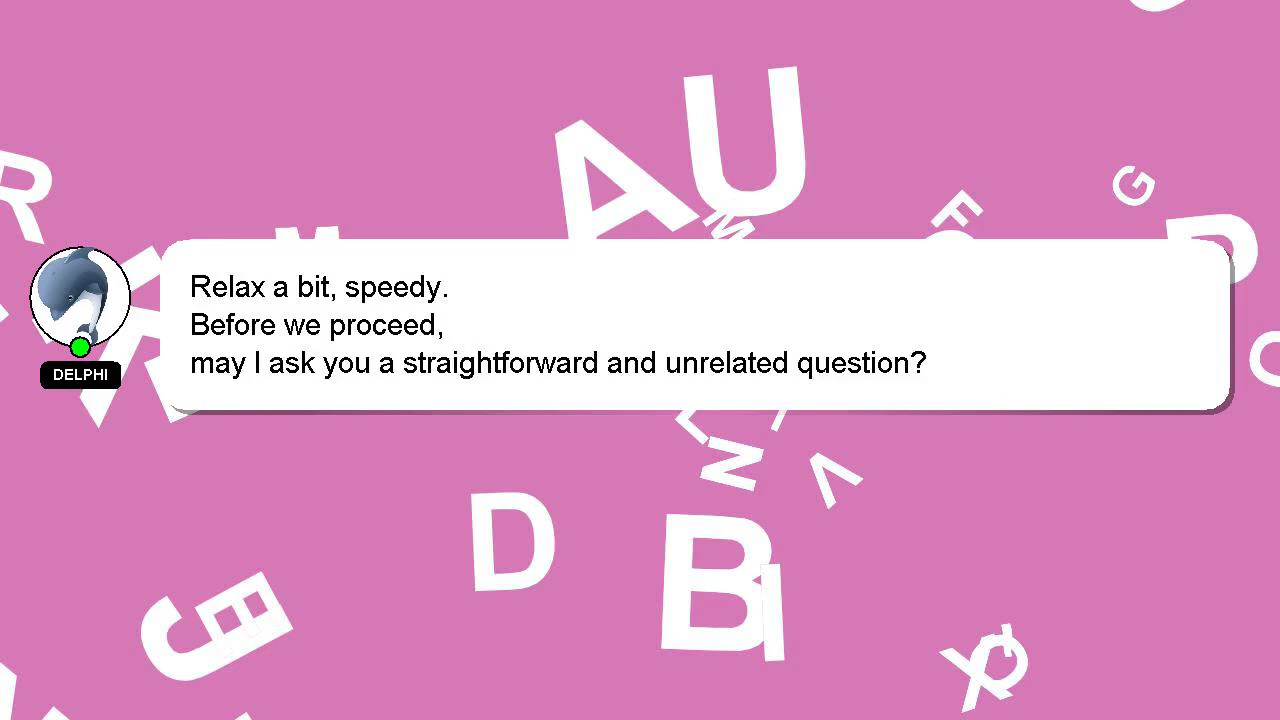 Relax a bit, speedy.
Before we proceed,
may I ask you a straightforward and unrelated question?
DELPHI
R
A
U
M
M
F
G
D
L
N
V
D
B
I
J
E
X
Q